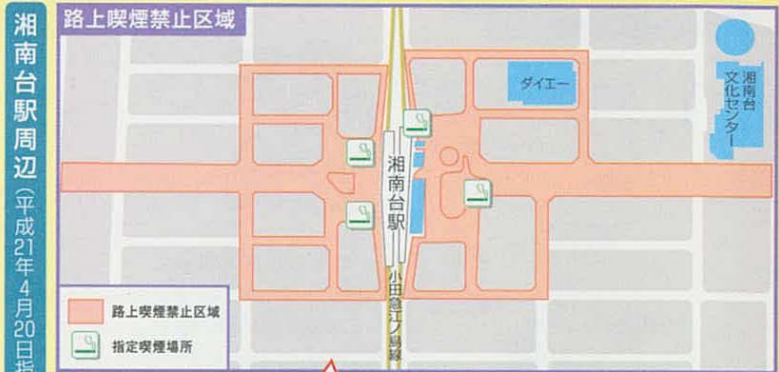 湘南台駅周辺(平成21年4月20日指
路上喫煙禁止区域
ダイエー
湘南台
文化センター
湘南台駅
小田急江ノ島線
路上喫煙禁止区域
指定喫煙場所